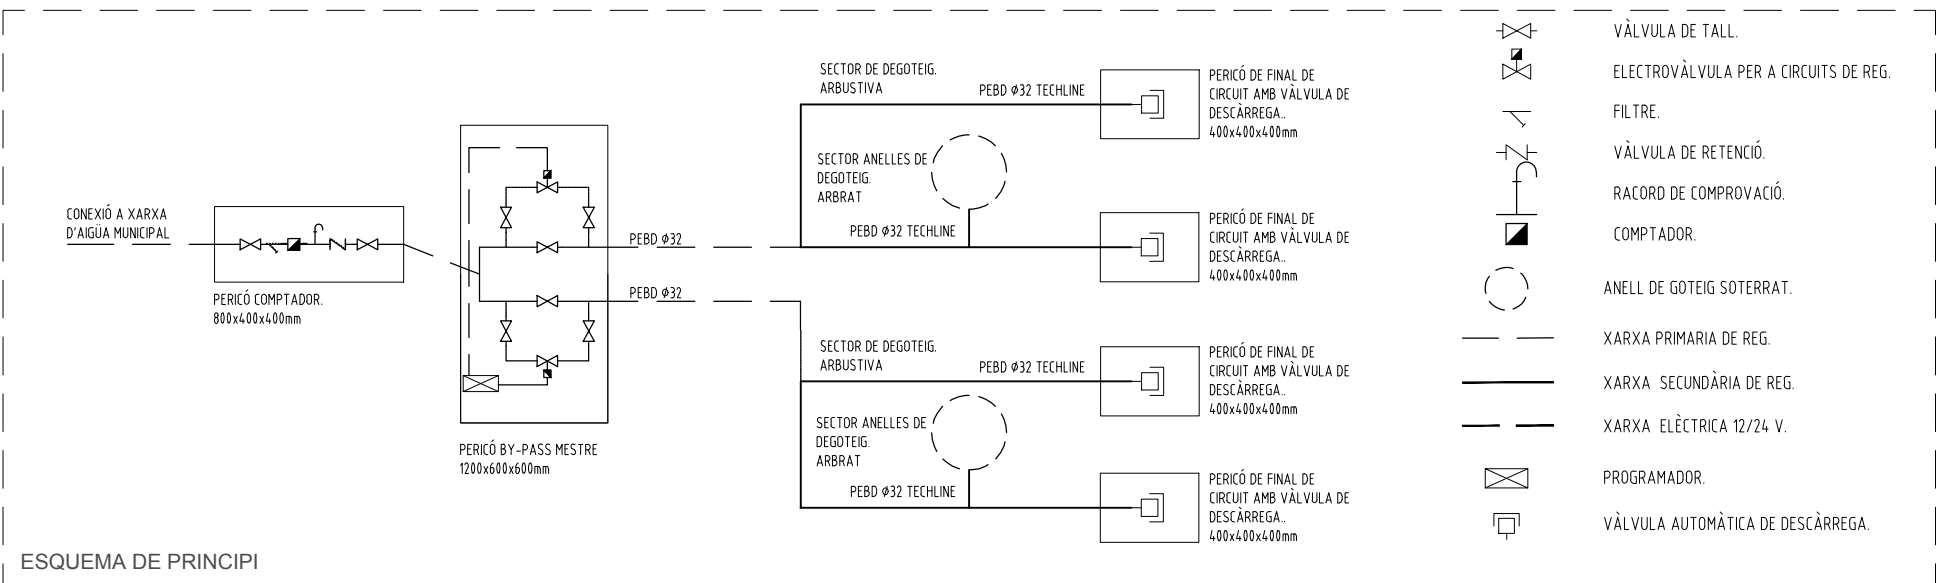 CONEXIÓ A XARXA
D'AIGÜA MUNICIPAL
PERICÓ COMPTADOR.
800x400x400mm
PERICÓ BY-PASS MESTRE
1200x600x600mm
PEBD Ø32
PEBD Ø32
SECTOR DE DEGOTEIG.
ARBUSTIVA
PEBD Ø32 TECHLINE
PERICÓ DE FINAL DE
CIRCUIT AMB VÀLVULA DE
DESCÀRREGA..
400x400x400mm
SECTOR ANELLES DE
DEGOTEIG.
ARBRAT
PEBD Ø32 TECHLINE
PERICÓ DE FINAL DE
CIRCUIT AMB VÀLVULA DE
DESCÀRREGA..
400x400x400mm
SECTOR DE DEGOTEIG.
ARBUSTIVA
PEBD Ø32 TECHLINE
PERICÓ DE FINAL DE
CIRCUIT AMB VÀLVULA DE
DESCÀRREGA..
400x400x400mm
SECTOR ANELLES DE
DEGOTEIG.
ARBRAT
PEBD Ø32 TECHLINE
PERICÓ DE FINAL DE
CIRCUIT AMB VÀLVULA DE
DESCÀRREGA..
400x400x400mm
VÀLVULA DE TALL.
ELECTROVÀLVULA PER A CIRCUITS DE REG.
FILTRE.
VÀLVULA DE RETENCIÓ.
RACORD DE COMPROVACIÓ.
COMPTADOR.
ANELL DE GOTEIG SOTERRAT.
XARXA PRIMARIA DE REG.
XARXA SECUNDÀRIA DE REG.
XARXA ELÈCTRICA 12/24 V.
PROGRAMADOR.
VÀLVULA AUTOMÀTICA DE DESCÀRREGA.
ESQUEMA DE PRINCIPI